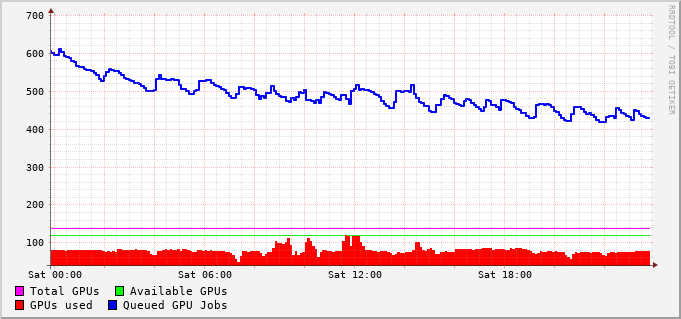 700
600
500
400
300
200
100
Sat 00:00 Sat 06:00 Sat 12:00 Sat 18:00
Total GPUs Available GPUs
GPUs used Queued GPU Jobs
RRDTOOL / TOBI OETIKER